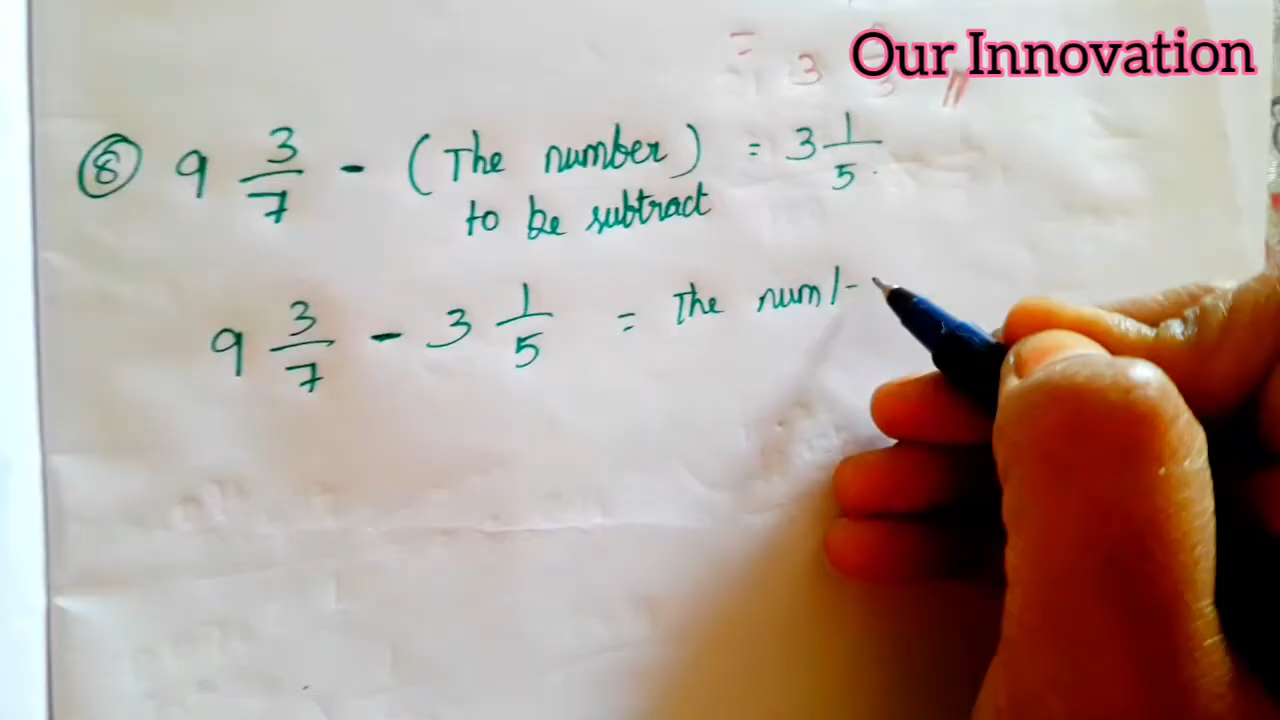 Our Innovation
= 3
⑧ 9 3/7 - (The number) = 3 1/5
to be subtract
9 3/7 - 3 1/5 = The num